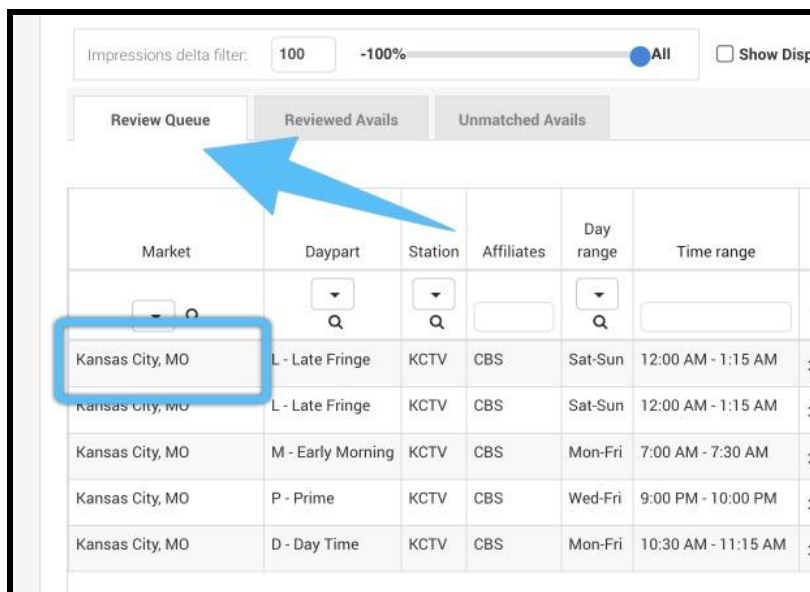 Impressions delta filter: 100 -100% All Show Disp
Review Queue Reviewed Avails Unmatched Avails
Market Daypart Station Affiliates Day range Time range
Kansas City, MO L - Late Fringe KCTV CBS Sat-Sun 12:00 AM - 1:15 AM
Kansas City, MO L - Late Fringe KCTV CBS Sat-Sun 12:00 AM - 1:15 AM
Kansas City, MO M - Early Morning KCTV CBS Mon-Fri 7:00 AM - 7:30 AM
Kansas City, MO P - Prime KCTV CBS Wed-Fri 9:00 PM - 10:00 PM
Kansas City, MO D - Day Time KCTV CBS Mon-Fri 10:30 AM - 11:15 AM